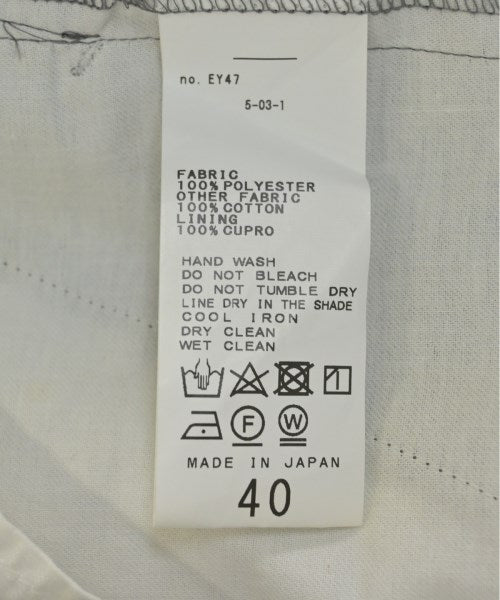 no. EY47
5-03-1
FABRIC
100% POLYESTER
OTHER FABRIC
100% COTTON
LINING
100% CUPRO
HAND WASH
DO NOT BLEACH
DO NOT TUMBLE DRY
LINE DRY IN THE SHADE
COOL IRON
DRY CLEAN
WET CLEAN
F W
MADE IN JAPAN
40